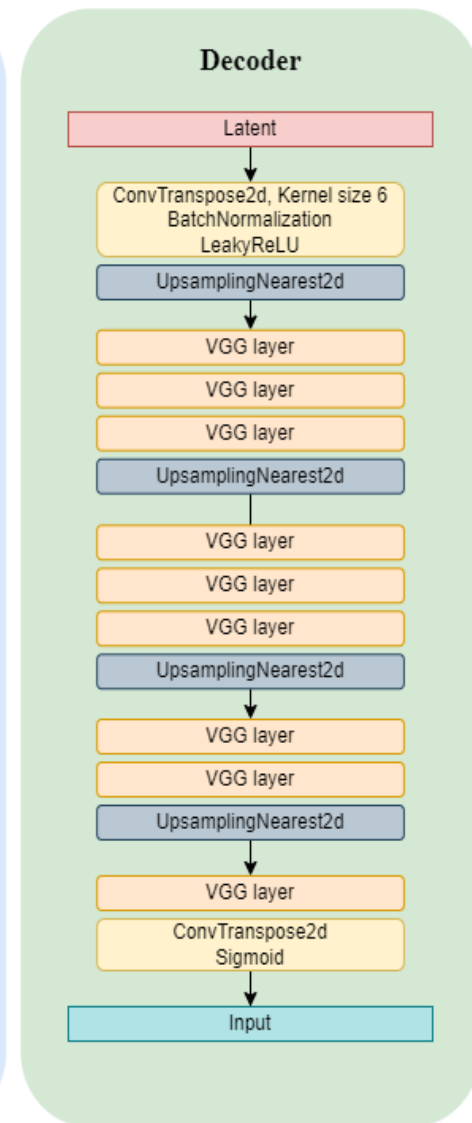 Decoder
Latent
ConvTranspose2d, Kernel size 6
BatchNormalization
LeakyReLU
UpsamplingNearest2d
VGG layer
VGG layer
VGG layer
UpsamplingNearest2d
VGG layer
VGG layer
VGG layer
UpsamplingNearest2d
VGG layer
VGG layer
UpsamplingNearest2d
VGG layer
ConvTranspose2d
Sigmoid
Input